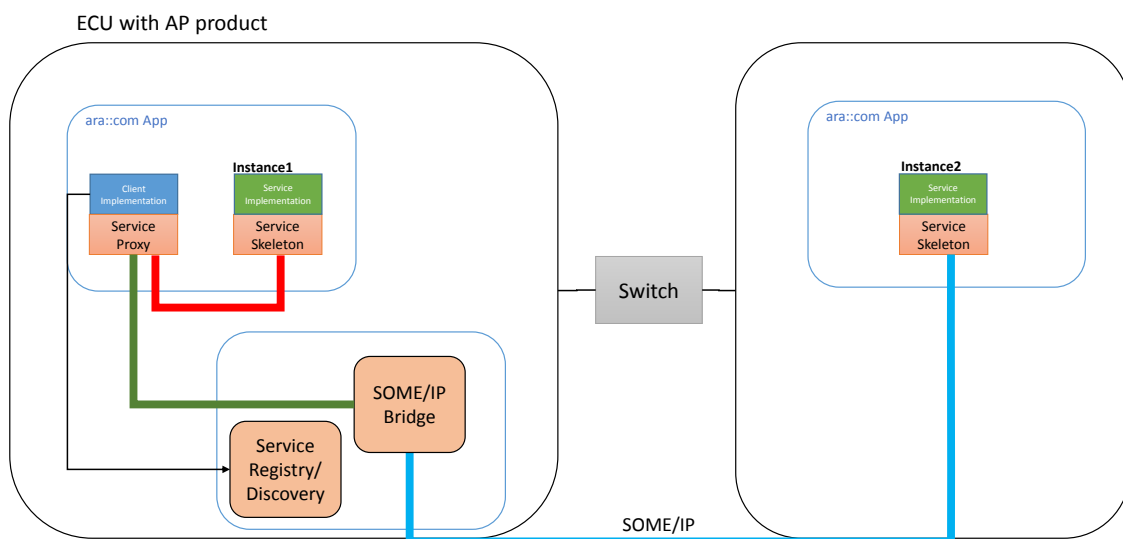 ECU with AP product
ara::com App
Client
Implementation
Service
Proxy
Instance1
Service
Implementation
Service
Skeleton
SOME/IP
Bridge
Service
Registry/
Discovery
Switch
ara::com App
Instance2
Service
Implementation
Service
Skeleton
SOME/IP